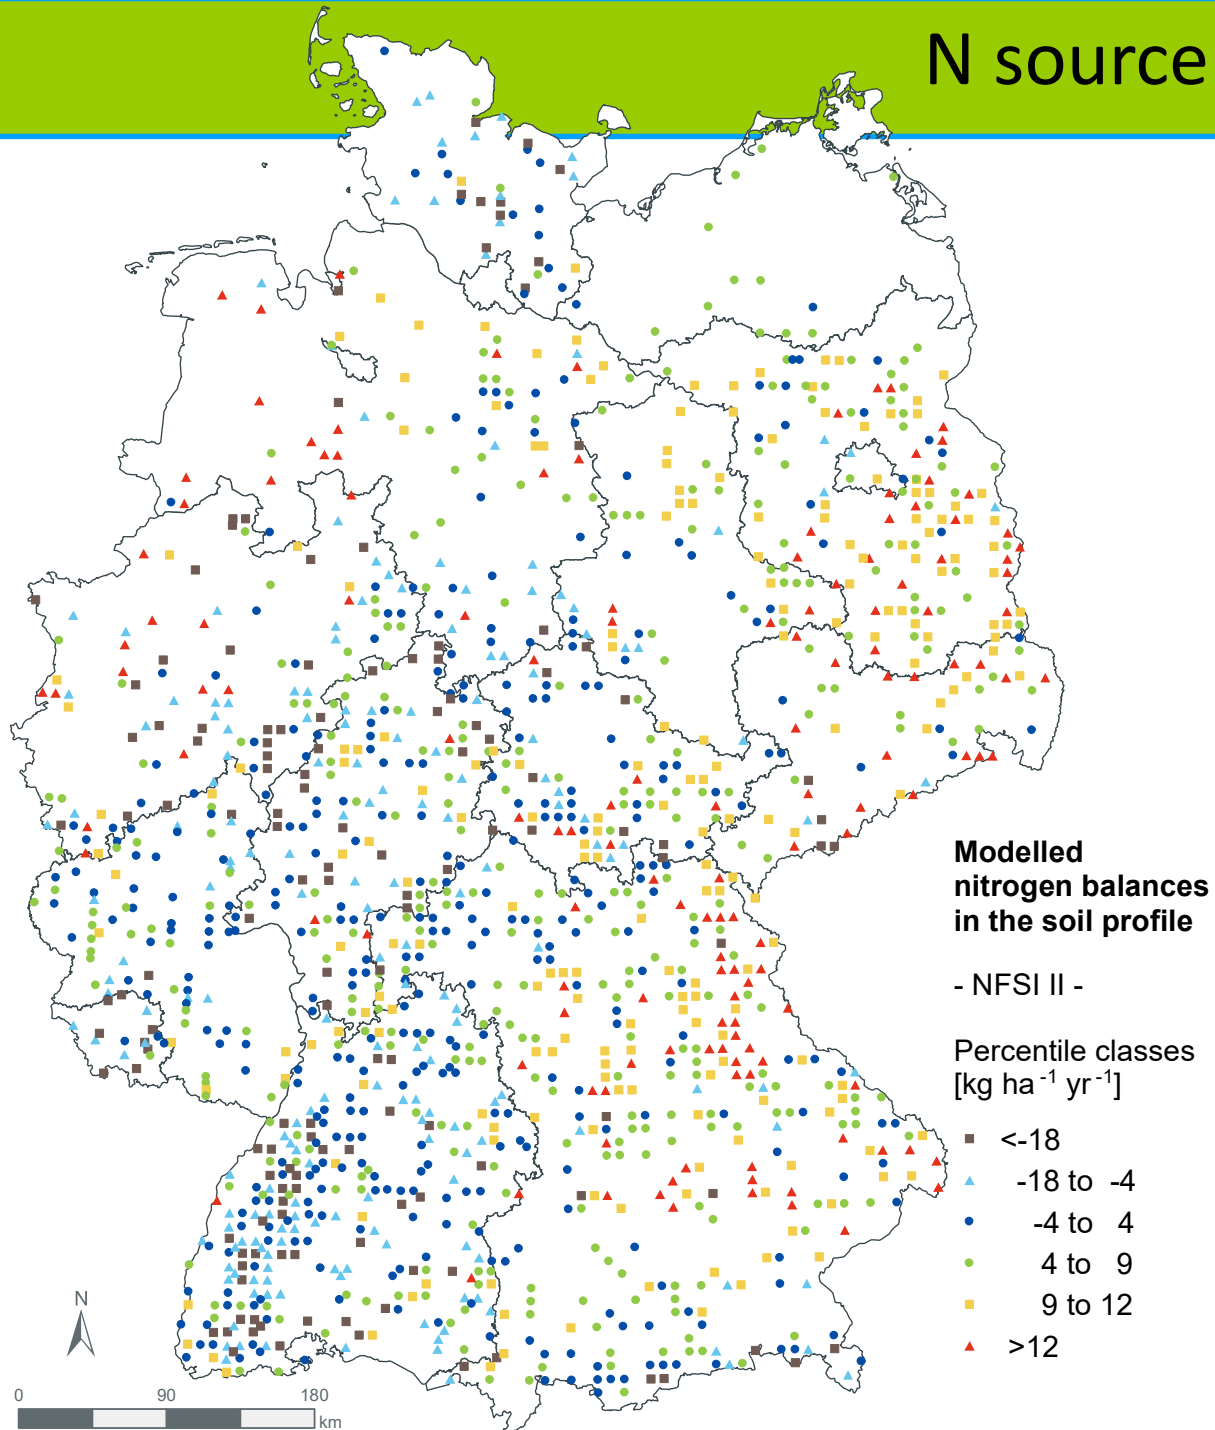 N source
Modelled
nitrogen balances
in the soil profile
- NFSI II -
Percentile classes
[kg ha⁻¹ yr⁻¹]
<-18
-18 to -4
-4 to 4
4 to 9
9 to 12
>12
N
0 90 180
km